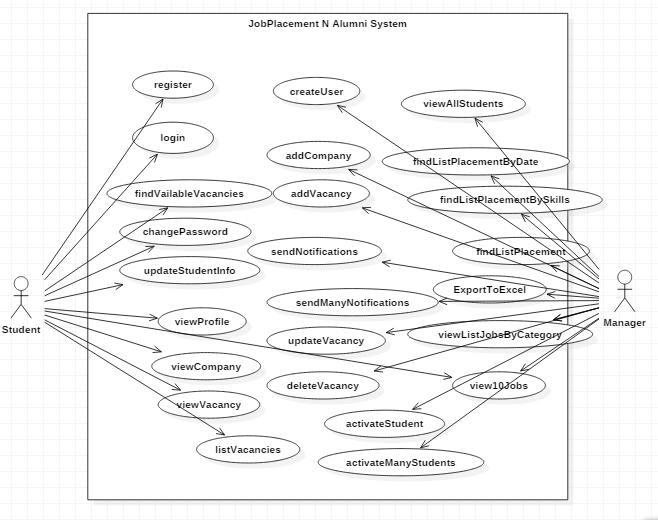 JobPlacement N Alumni System
register
createUser
viewAllStudents
login
addCompany
findListPlacementByDate
findVailableVacancies
addVacancy
findListPlacementBySkills
changePassword
sendNotifications
findListPlacement
updateStudentInfo
ExportToExcel
sendManyNotifications
viewProfile
Student
Manager
updateVacancy
viewListJobsByCategory
viewCompany
deleteVacancy
view10Jobs
viewVacancy
activateStudent
listVacancies
activateManyStudents